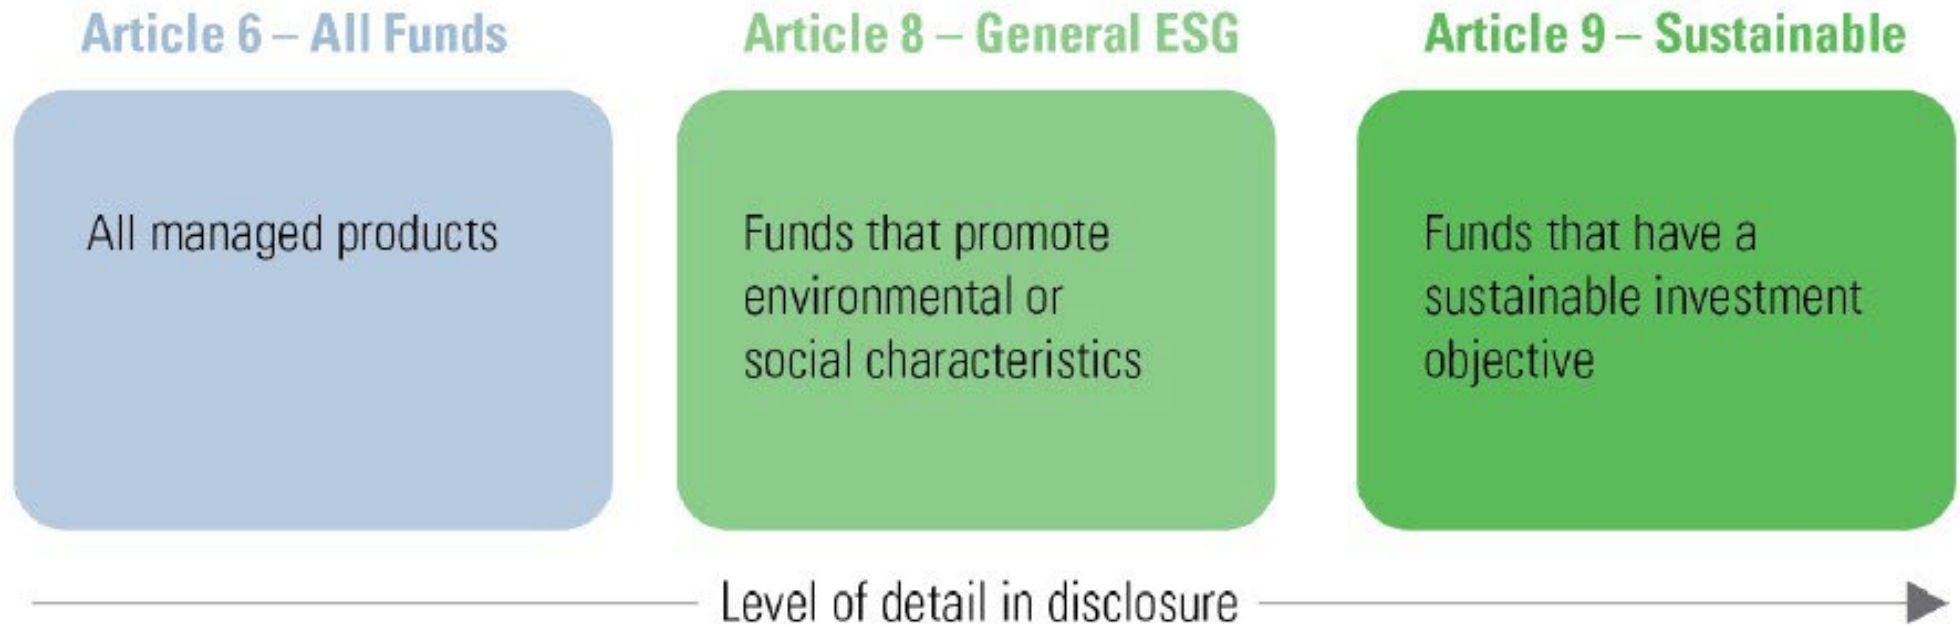 Article 6 – All Funds
Article 8 – General ESG
Article 9 – Sustainable
All managed products
Funds that promote
environmental or
social characteristics
Funds that have a
sustainable investment
objective
Level of detail in disclosure